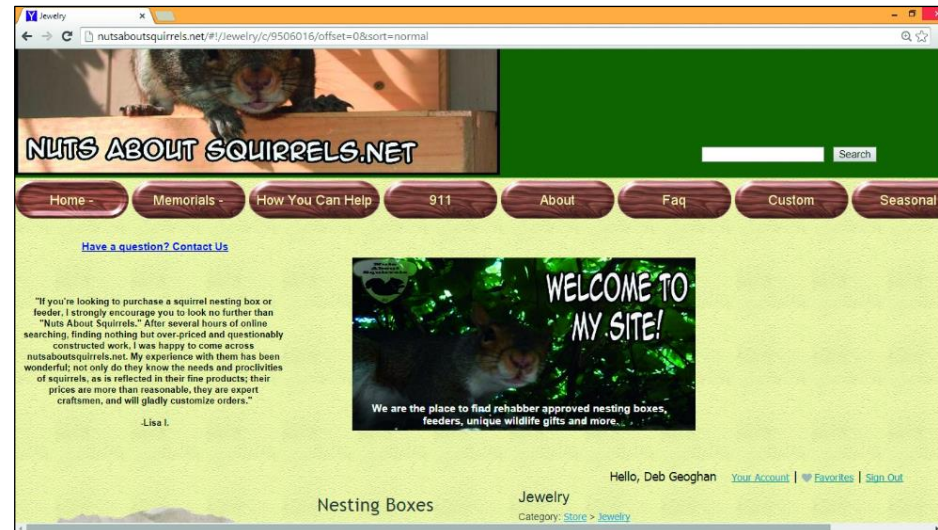 Jewelry
nutsaboutsquirrels.net/#!/Jewelry/c/9506016/offset=0&sort=normal
NUTS ABOUT SQUIRRELS.NET
Search
Home -
Memorials -
How You Can Help
911
About
Faq
Custom
Seasonal
Have a question? Contact Us
"If you're looking to purchase a squirrel nesting box or
feeder, I strongly encourage you to look no further than
"Nuts About Squirrels." After several hours of online
searching, finding nothing but over-priced and questionably
constructed work, I was happy to come across
nutsaboutsquirrels.net. My experience with them has been
wonderful; not only do they know the needs and proclivities
of squirrels, as is reflected in their fine products; their
prices are more than reasonable, they are expert
craftsmen, and will gladly customize orders."
-Lisa I.
Nuts
About
Squirrels
WELCOME TO
MY SITE!
We are the place to find rehabber approved nesting boxes,
feeders, unique wildlife gifts and more.
Hello, Deb Geoghan Your Account | Favorites | Sign Out
Nesting Boxes
Jewelry
Category: Store > Jewelry